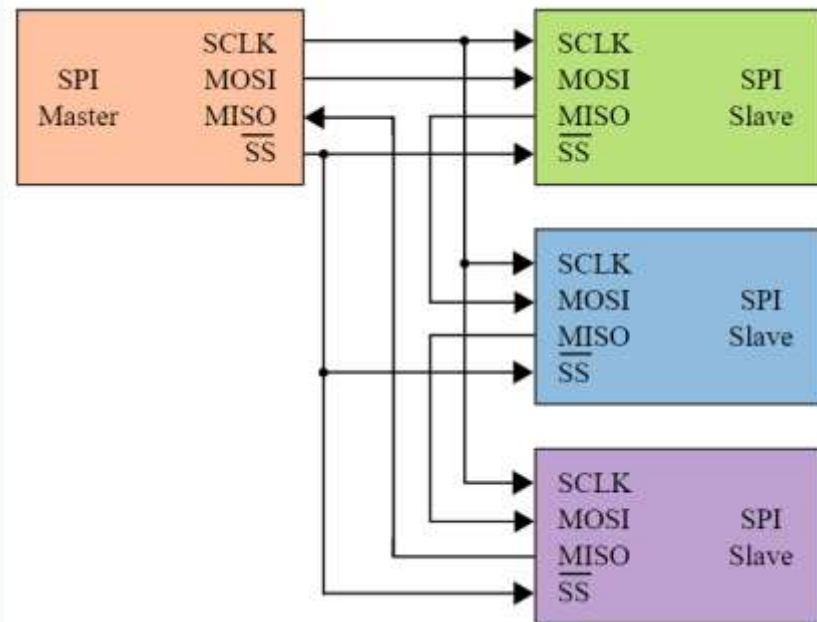 SPI
Master
SCLK
MOSI
MISO
SS
SCLK
MOSI
MISO
SS
SPI
Slave
SCLK
MOSI
MISO
SS
SPI
Slave
SCLK
MOSI
MISO
SS
SPI
Slave